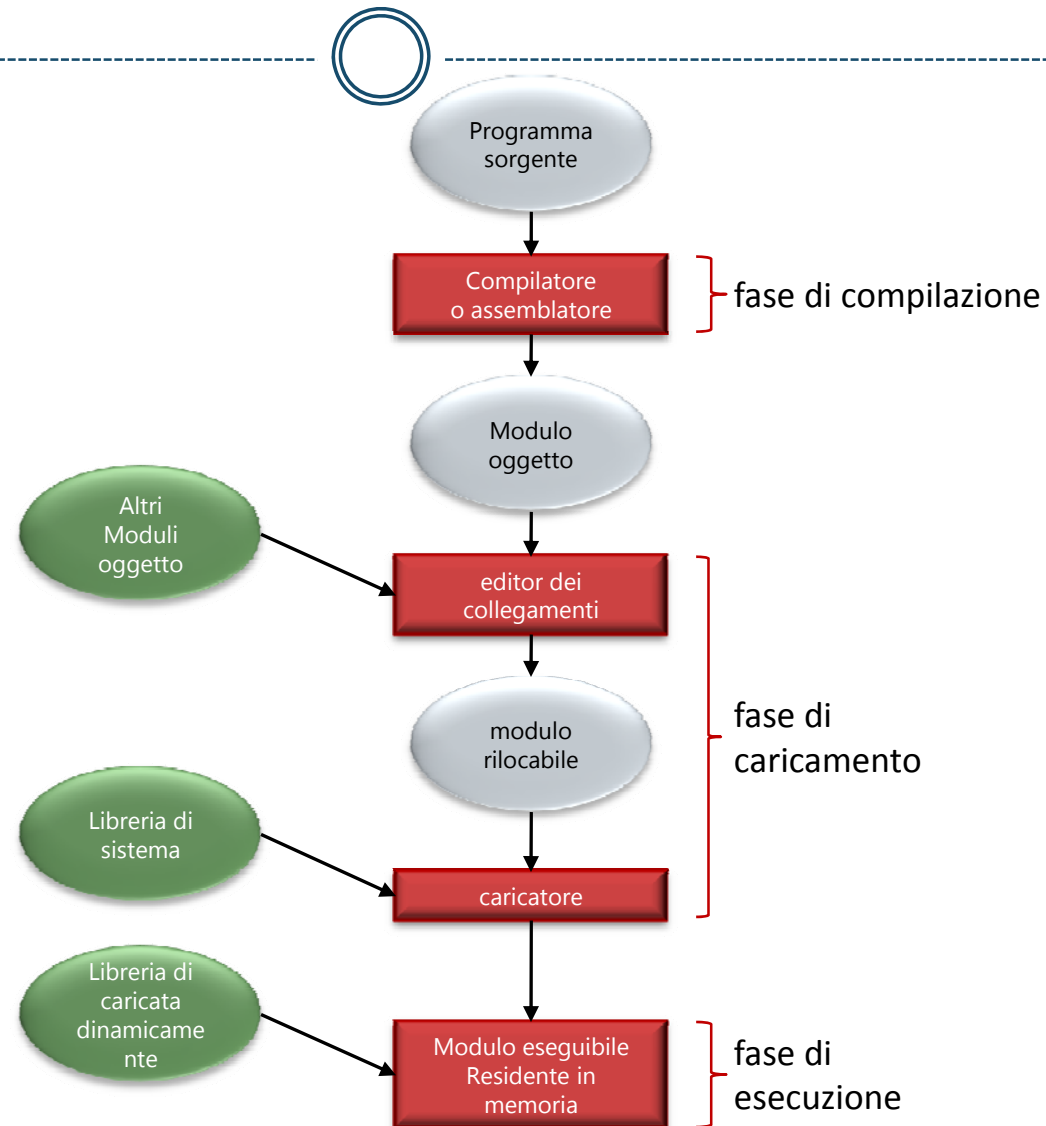 Programma
sorgente
Compilatore
o assemblatore
fase di compilazione
Modulo
oggetto
Altri
Moduli
oggetto
editor dei
collegamenti
modulo
rilocabile
fase di
caricamento
Libreria di
sistema
caricatore
Libreria di
caricata
dinamicame
nte
Modulo eseguibile
Residente in
memoria
fase di
esecuzione